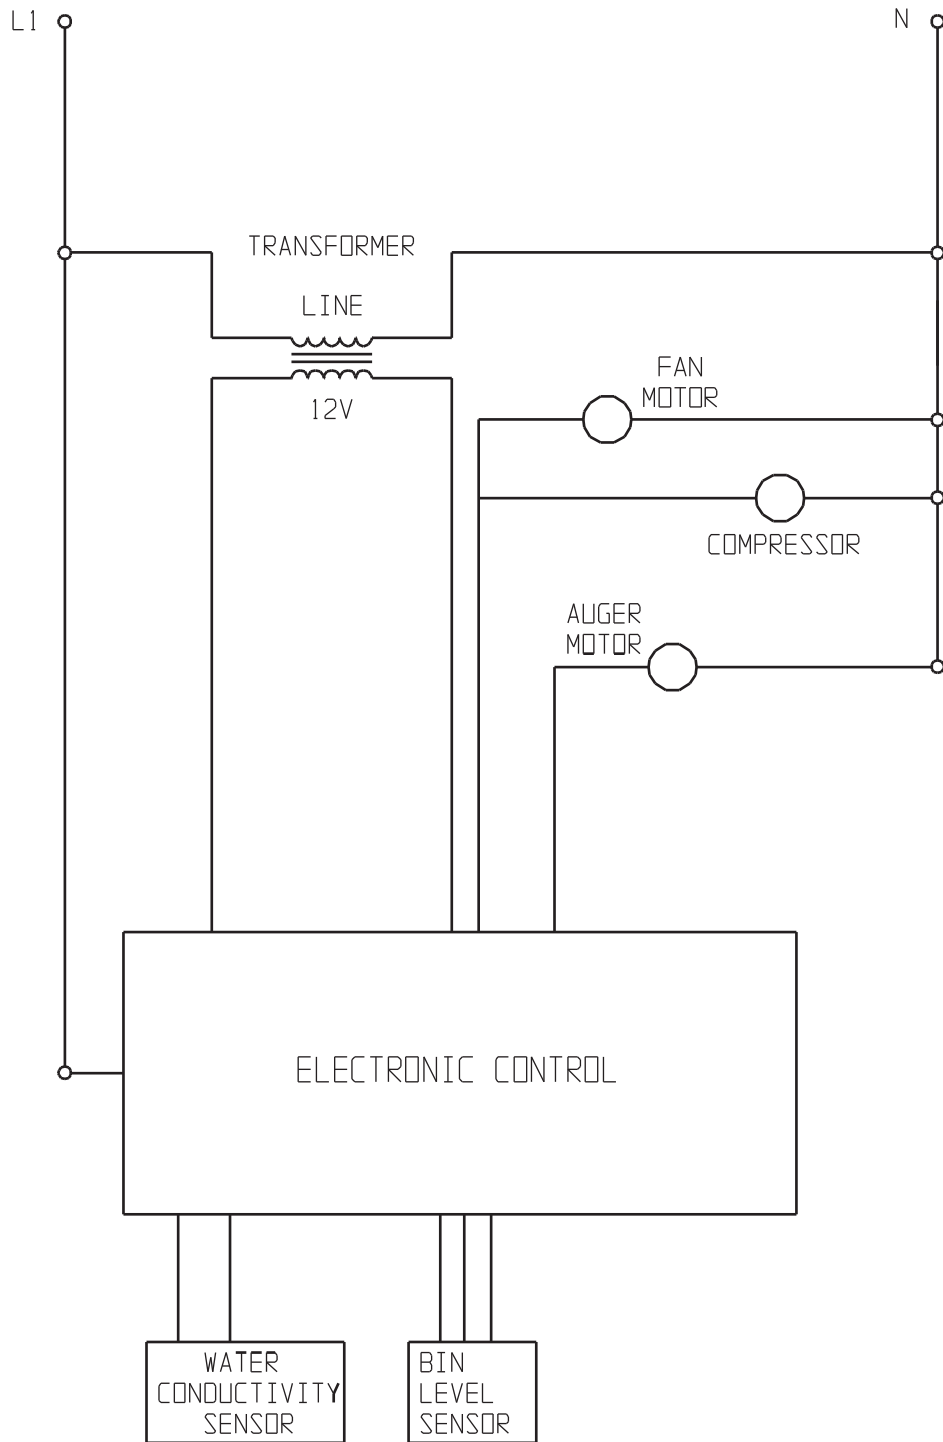 L1
N
TRANSFORMER
LINE
12V
FAN
MOTOR
COMPRESSOR
AUGER
MOTOR
ELECTRONIC CONTROL
WATER
CONDUCTIVITY
SENSOR
BIN
LEVEL
SENSOR